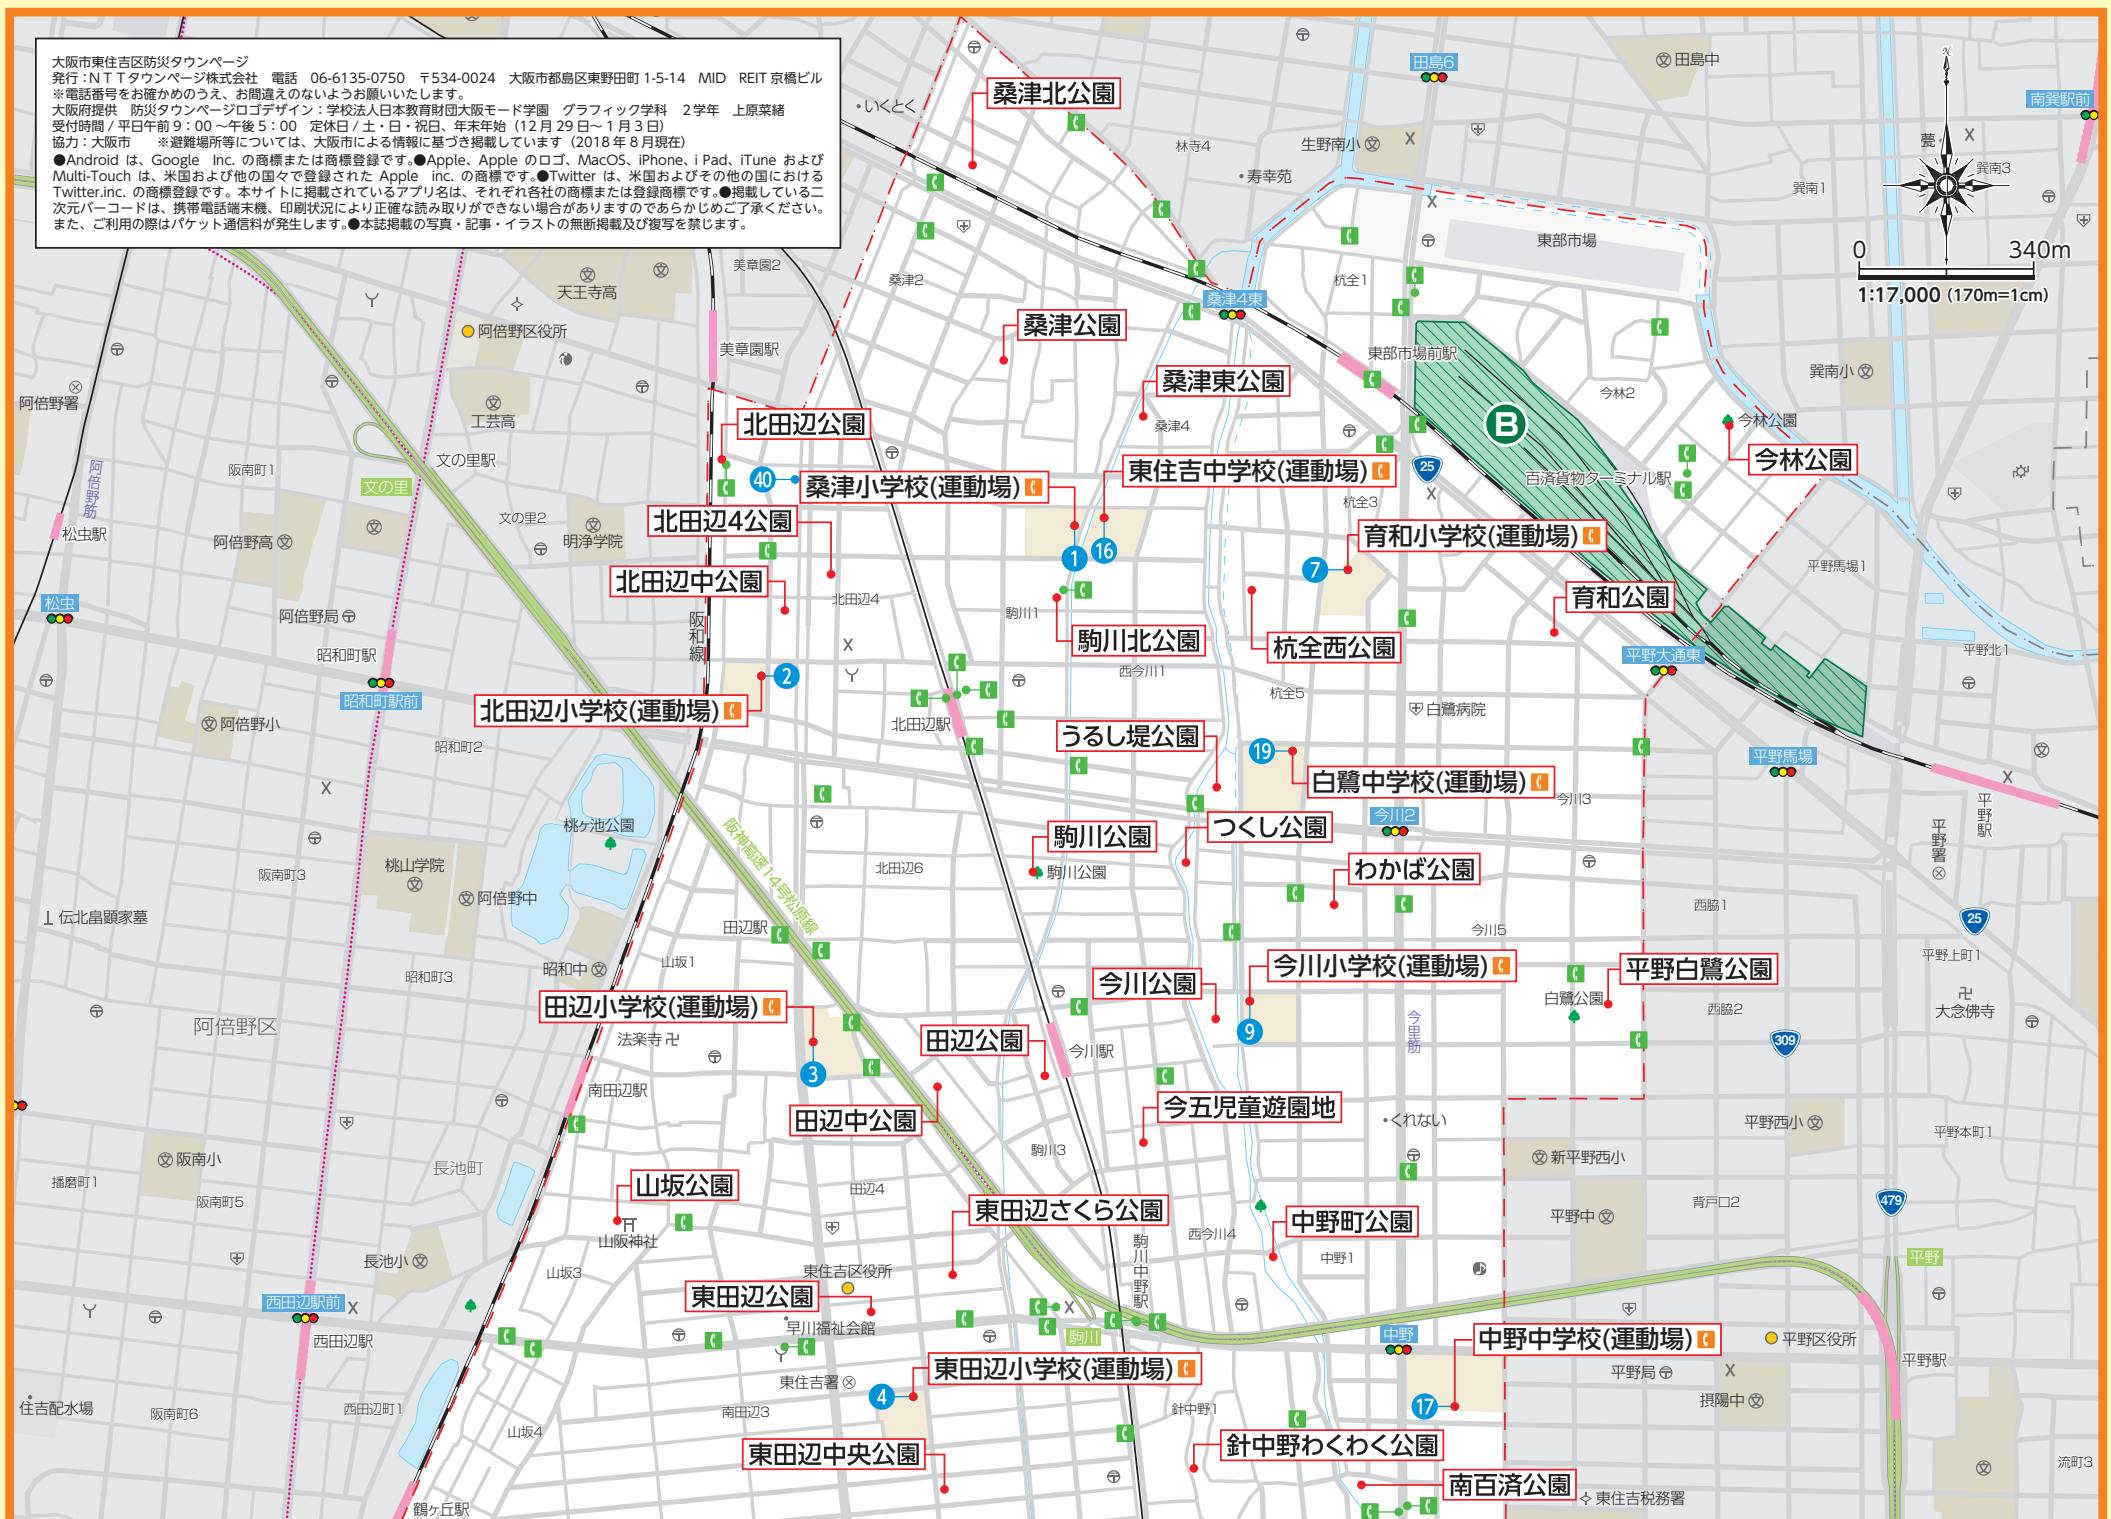 大阪市東住吉区防災タウンページ
発行：NTTタウンページ株式会社　電話　06-6135-0750　〒534-0024　大阪市都島区東野田町1-5-14　MID　REIT京橋ビル
※電話番号をお確かめのうえ、お間違えのないようお願いいたします。
大阪府提供　防災タウンページロゴデザイン：学校法人日本教育財団大阪モード学園　グラフィック学科　2学年　上原菜緒
受付時間/平日午前9：00～午後5：00　定休日/土・日・祝日、年末年始（12月29日～1月3日）
協力：大阪市　　※避難場所等については、大阪市による情報に基づき掲載しています（2018年8月現在）
●Android は、Google　Inc. の商標または商標登録です。●Apple、Apple のロゴ、MacOS、iPhone、i Pad、iTune および
Multi-Touch は、米国および他の国々で登録された Apple　inc. の商標です。●Twitter は、米国およびその他の国における
Twitter.inc. の商標登録です。本サイトに掲載されているアプリ名は、それぞれ各社の商標または登録商標です。●掲載している二
次元バーコードは、携帯電話端末機、印刷状況により正確な読み取りができない場合がありますのであらかじめご了承ください。
また、ご利用の際はパケット通信料が発生します。●本誌掲載の写真・記事・イラストの無断掲載及び複写を禁じます。
田島6
田島中
桑津北公園
いくとく
南巽駅前
林寺4
生野南小
甍
巽南3
寿幸苑
巽南1
N
東部市場
0
340m
1:17,000 (170m=1cm)
美章園2
天王寺高
桑津2
杭全1
桑津4東
阿倍野区役所
桑津公園
美章園駅
東部市場前駅
巽南小
桑津東公園
今林2
阿倍野署
工芸高
北田辺公園
桑津4
B
今林公園
今林公園
文の里駅
阪南町1
25
東住吉中学校(運動場)
40
桑津小学校(運動場)
百済貨物ターミナル駅
文の里
阿倍野筋
杭全3
松虫駅
文の里2
北田辺4公園
育和小学校(運動場)
阿倍野高
明浄学院
1
16
7
平野馬場1
北田辺中公園
北田辺4
育和公園
松虫
駒川1
阿倍野局
阪和線
駒川北公園
杭全西公園
昭和町駅
平野大通東
平野北1
2
西今川1
昭和町駅前
杭全5
北田辺小学校(運動場)
白鷺病院
阿倍野小
北田辺駅
うるし堤公園
昭和町2
19
平野馬場
白鷺中学校(運動場)
今川3
平野駅
桃ケ池公園
今川2
つくし公園
駒川公園
阪神高速14号松原線
平野署
桃山学院
北田辺6
駒川公園
わかば公園
阪南町3
阿倍野中
西脇1
伝北畠顕家墓
25
田辺駅
今川5
平野上町1
昭和町3
昭和中
山坂1
今川小学校(運動場)
平野白鷺公園
今川公園
白鷺公園
田辺小学校(運動場)
西脇2
大念佛寺
阿倍野区
9
今里筋
309
法楽寺
田辺公園
今川駅
3
南田辺駅
今五児童遊園地
田辺中公園
くれない
平野西小
平野本町1
駒川3
阪南小
長池町
新平野西小
播磨町1
阪南町5
山坂公園
田辺4
479
東田辺さくら公園
背戸口2
中野町公園
平野中
山阪神社
西今川4
中野1
駒川中野駅
長池小
平野
山坂3
東住吉区役所
東田辺公園
西田辺駅前
早川福祉会館
駒川
中野
中野中学校(運動場)
平野区役所
西田辺駅
平野駅
東田辺小学校(運動場)
平野局
東住吉署
4
摂陽中
17
住吉配水場
阪南町6
西田辺町1
南田辺3
針中野1
山坂4
針中野わくわく公園
東田辺中央公園
流町3
南百済公園
東住吉税務署
鶴ヶ丘駅